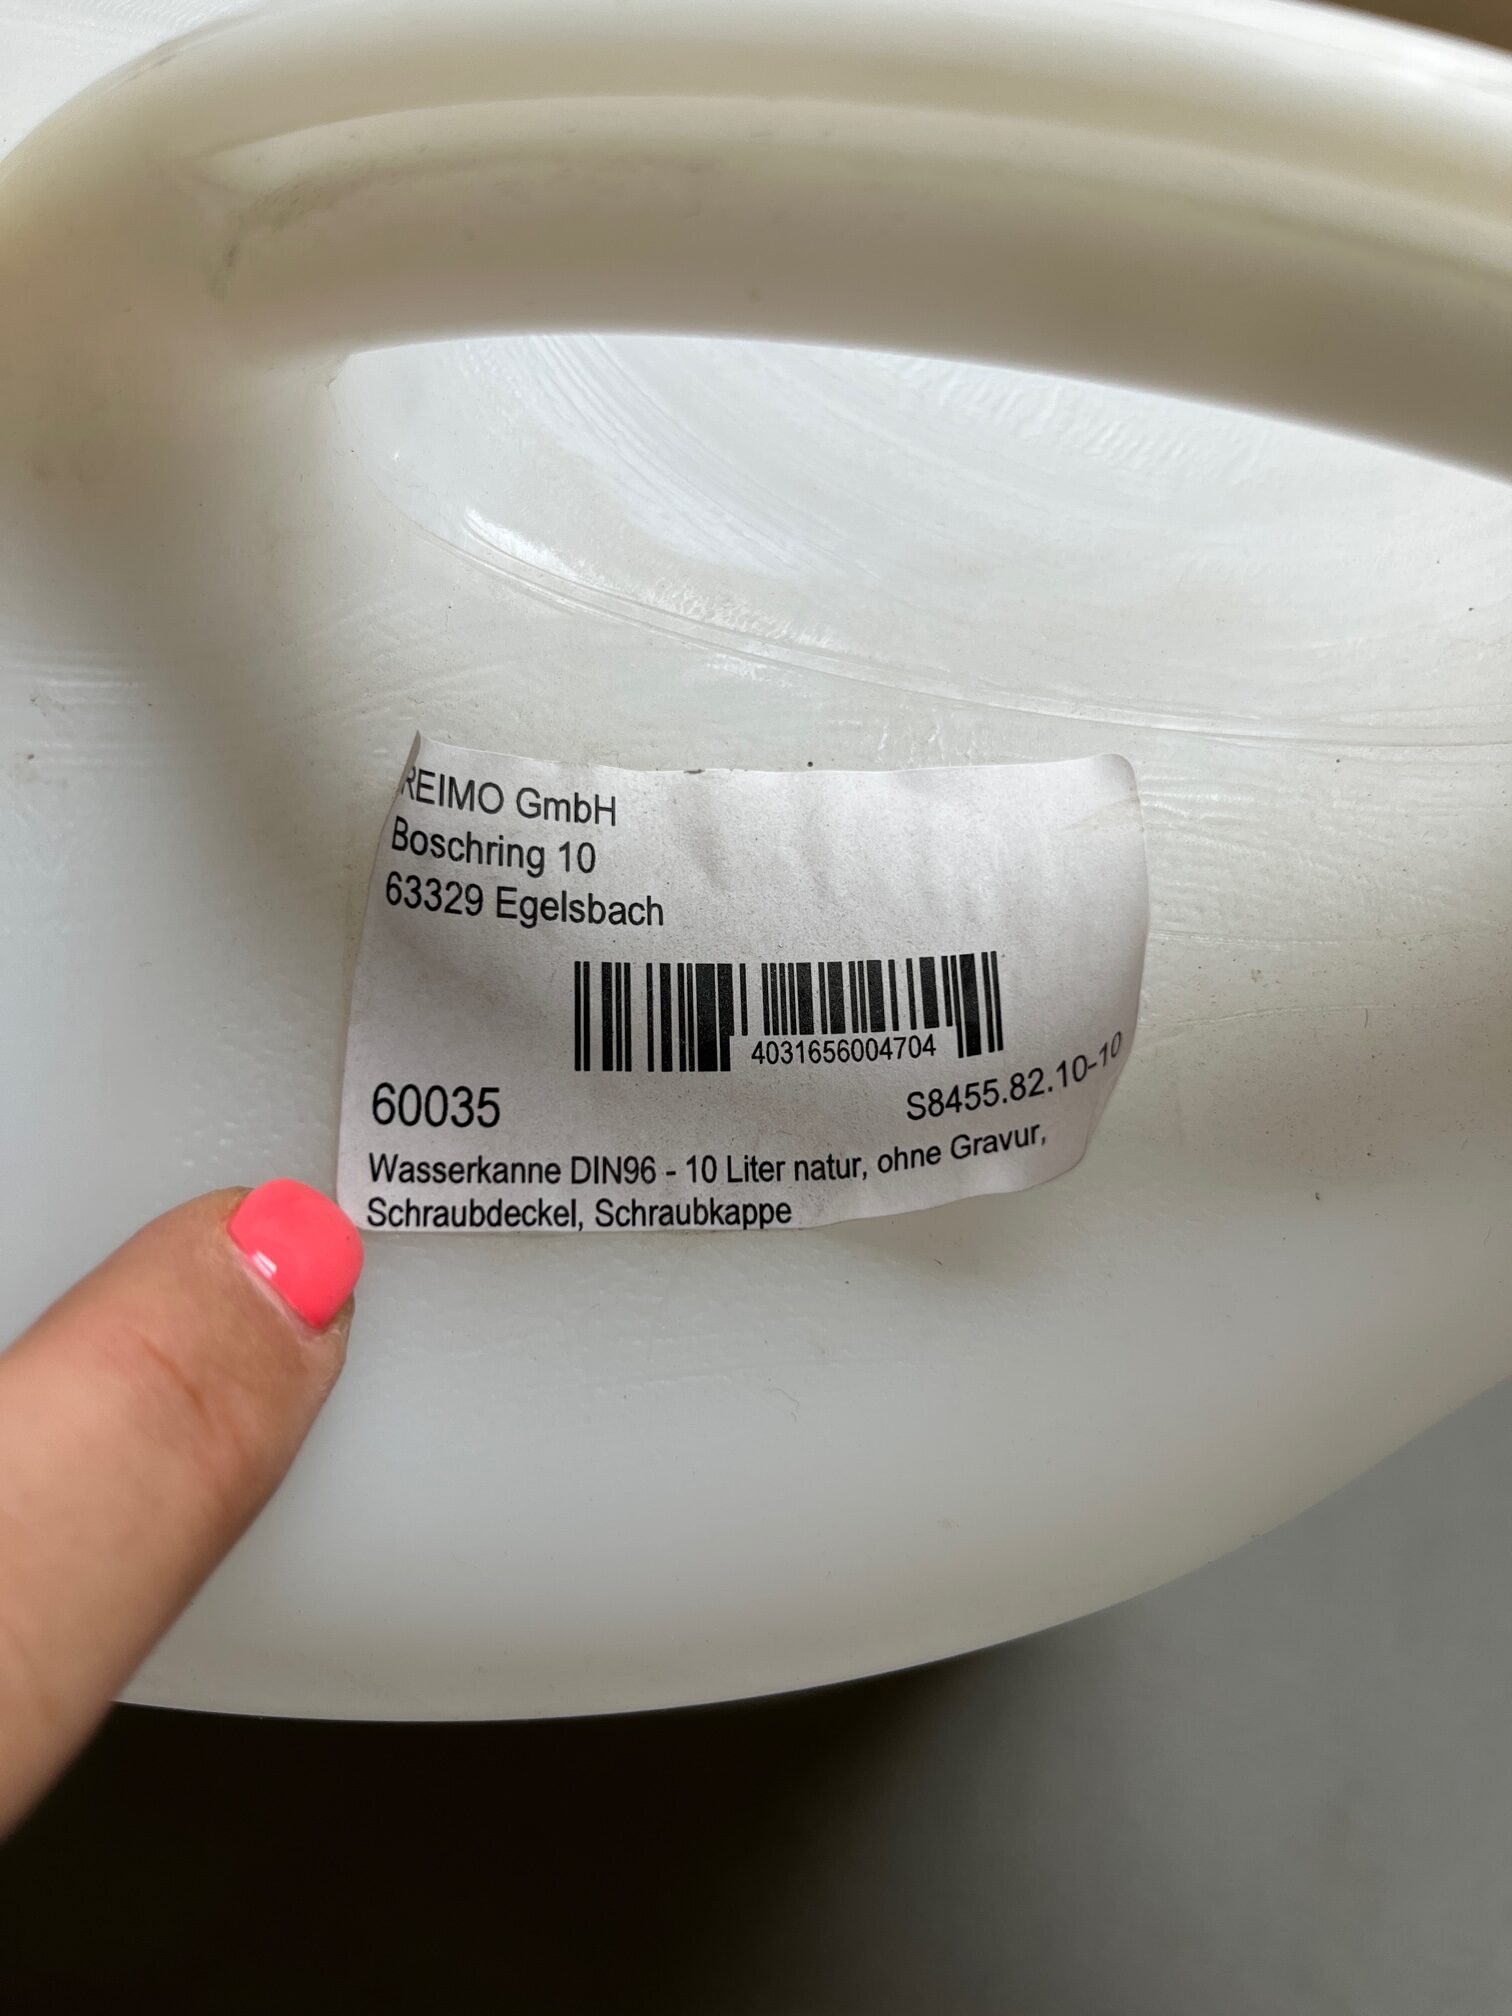 REIMO GmbH
Boschring 10
63329 Egelsbach
4031656004704
60035
S8455.82.10-10
Wasserkanne DIN96 - 10 Liter natur, ohne Gravur,
Schraubdeckel, Schraubkappe